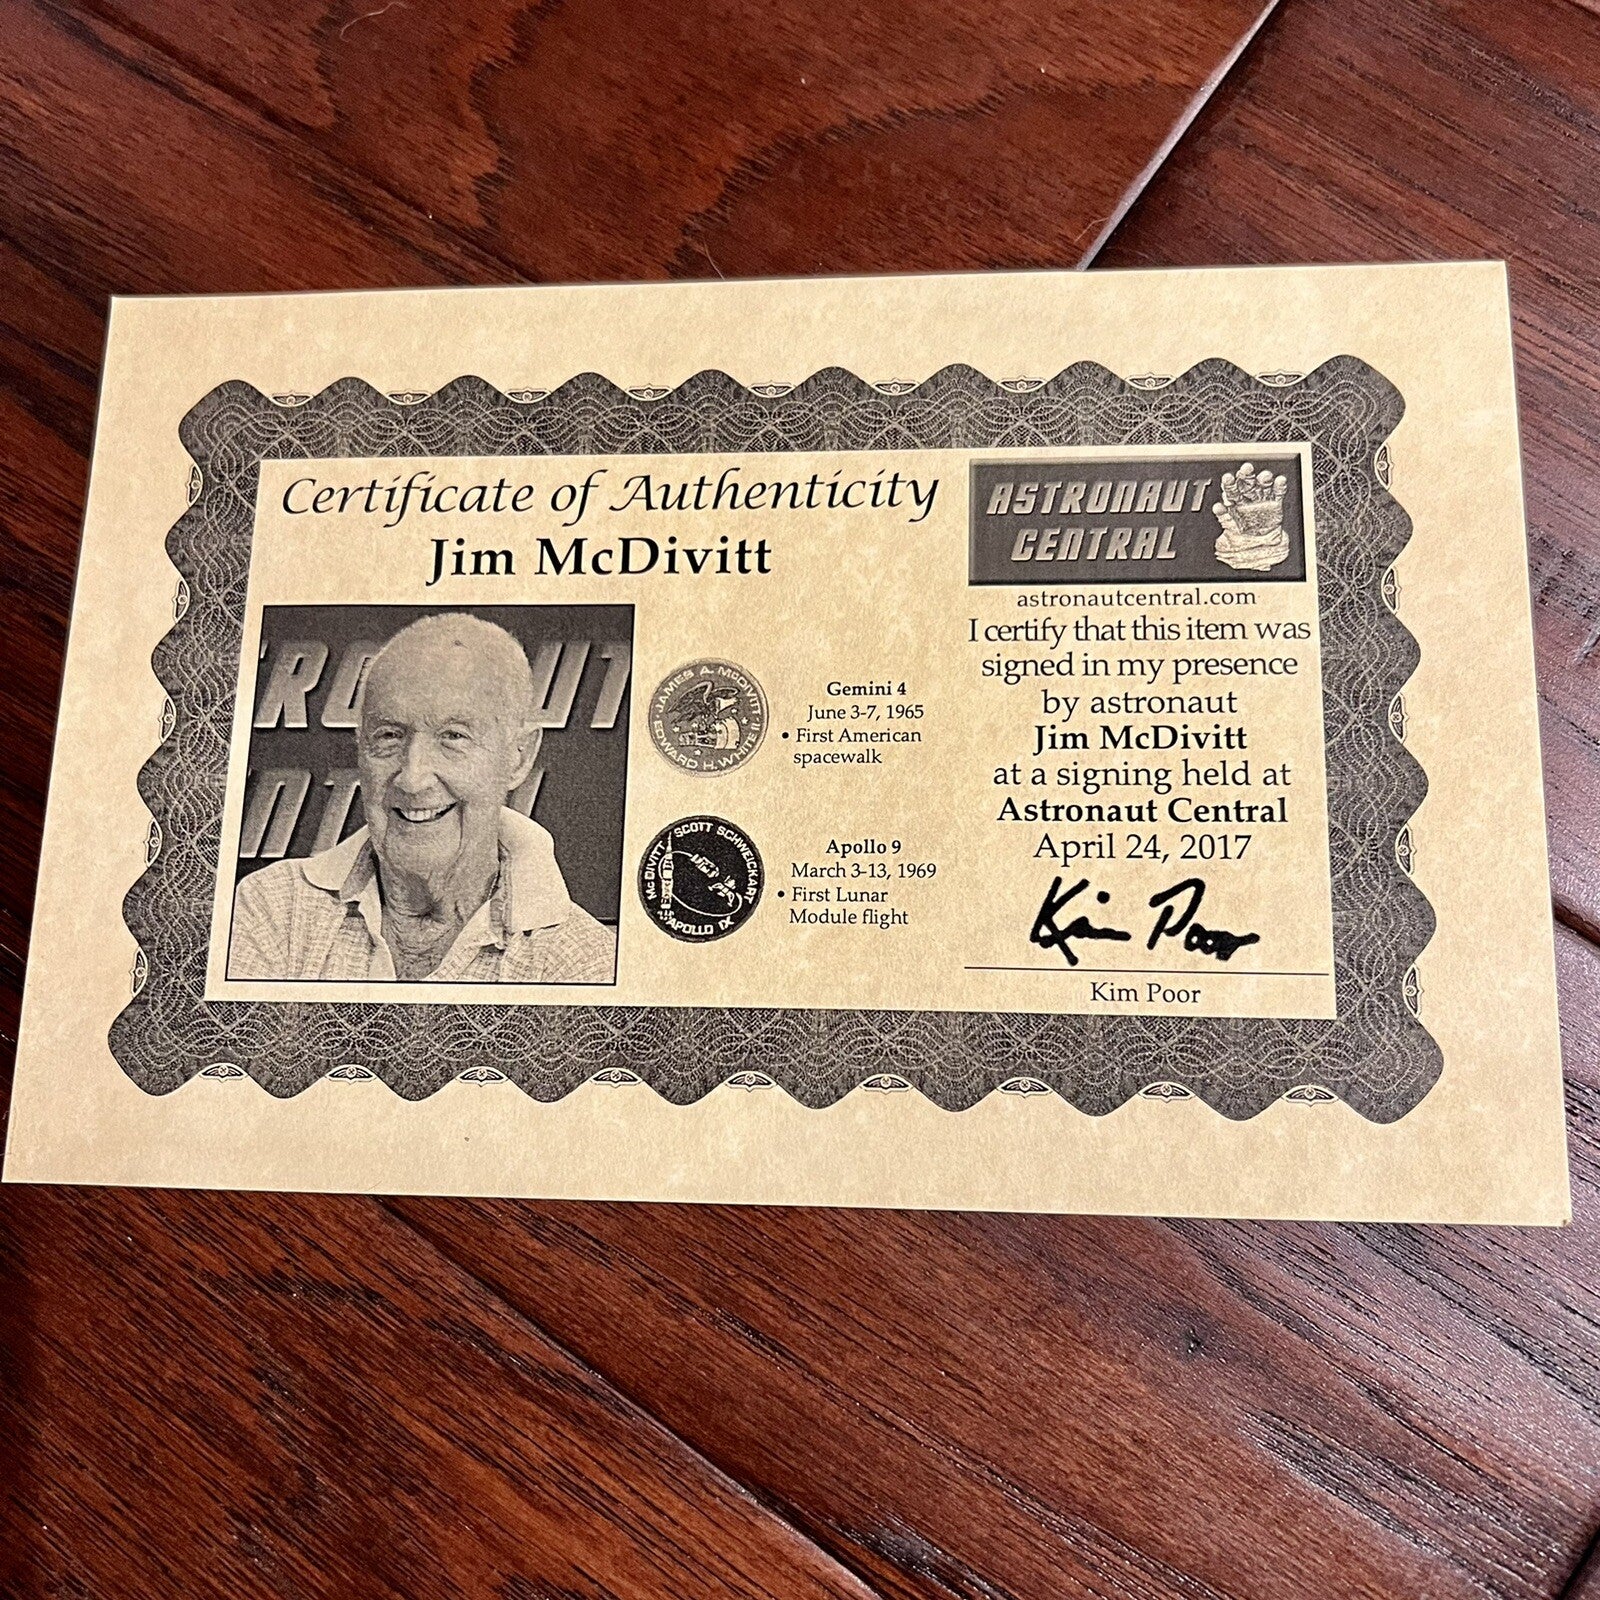 Certificate of Authenticity
Jim McDivitt
ASTRONAUT
CENTRAL
astronautcentral.com
I certify that this item was
signed in my presence
by astronaut
Jim McDivitt
at a signing held at
Astronaut Central
April 24, 2017
Kim Poor
Kim Poor
JAMES A. McDIVITT
EDWARD H. WHITE II
Gemini 4
June 3-7, 1965
• First American
spacewalk
McDIVITT SCOTT SCHWEICKART
APOLLO IX
Apollo 9
March 3-13, 1969
• First Lunar
Module flight